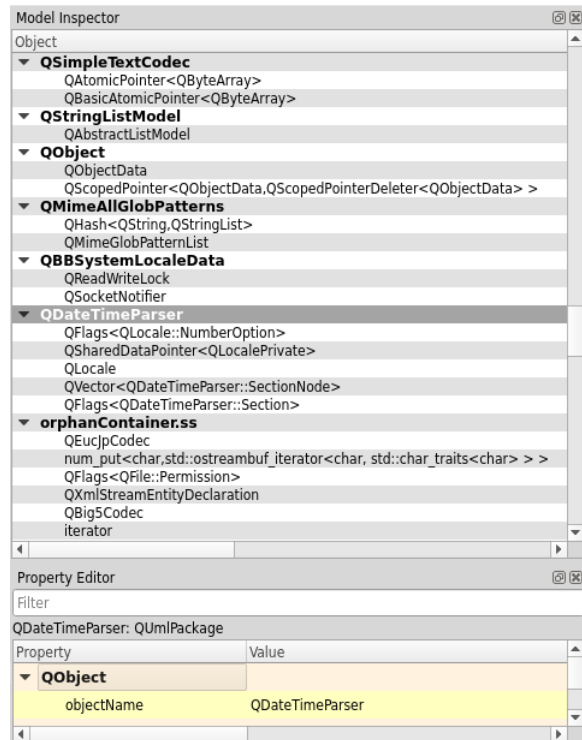 Model Inspector
Object
QSimpleTextCodec
QAtomicPointer<QByteArray>
QBasicAtomicPointer<QByteArray>
QStringListModel
QAbstractListModel
QObject
QObjectData
QScopedPointer<QObjectData,QScopedPointerDeleter<QObjectData> >
QMimeAllGlobPatterns
QHash<QString,QStringList>
QMimeGlobPatternList
QBBSystemLocaleData
QReadWriteLock
QSocketNotifier
QDateTimeParser
QFlags<QLocale::NumberOption>
QSharedDataPointer<QLocalePrivate>
QLocale
QVector<QDateTimeParser::SectionNode>
QFlags<QDateTimeParser::Section>
orphanContainer.ss
QEucJpCodec
num_put<char,std::ostreambuf_iterator<char, std::char_traits<char> > >
QFlags<QFile::Permission>
QXmlStreamEntityDeclaration
QBig5Codec
iterator
Property Editor
Filter
QDateTimeParser: QUmlPackage
Property Value
QObject
objectName QDateTimeParser